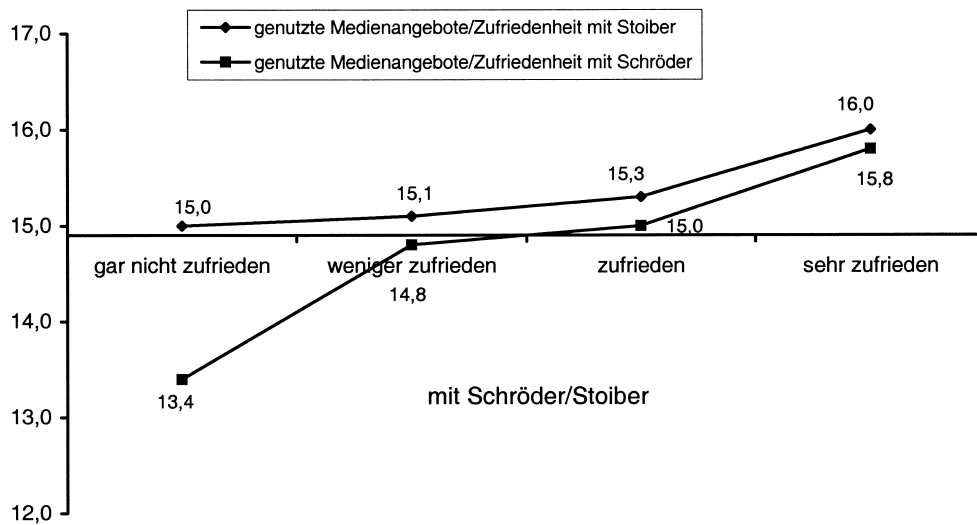 genutzte Medienangebote/Zufriedenheit mit Stoiber
genutzte Medienangebote/Zufriedenheit mit Schröder
17,0
16,0
15,0
14,0
13,0
12,0
15,0
15,1
15,3
16,0
13,4
14,8
15,0
15,8
gar nicht zufrieden
weniger zufrieden
zufrieden
sehr zufrieden
mit Schröder/Stoiber